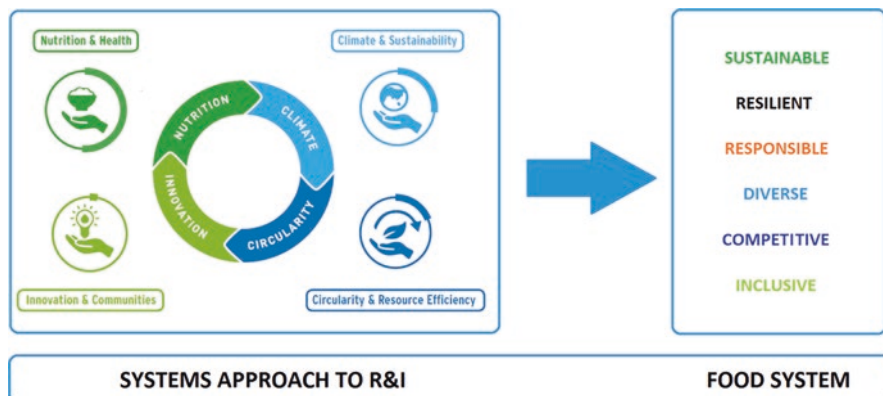 Nutrition & Health
Climate & Sustainability
NUTRITION
CLIMATE
INNOVATION
CIRCULARITY
Innovation & Communities
Circularity & Resource Efficiency
SUSTAINABLE
RESILIENT
RESPONSIBLE
DIVERSE
COMPETITIVE
INCLUSIVE
SYSTEMS APPROACH TO R&I
FOOD SYSTEM